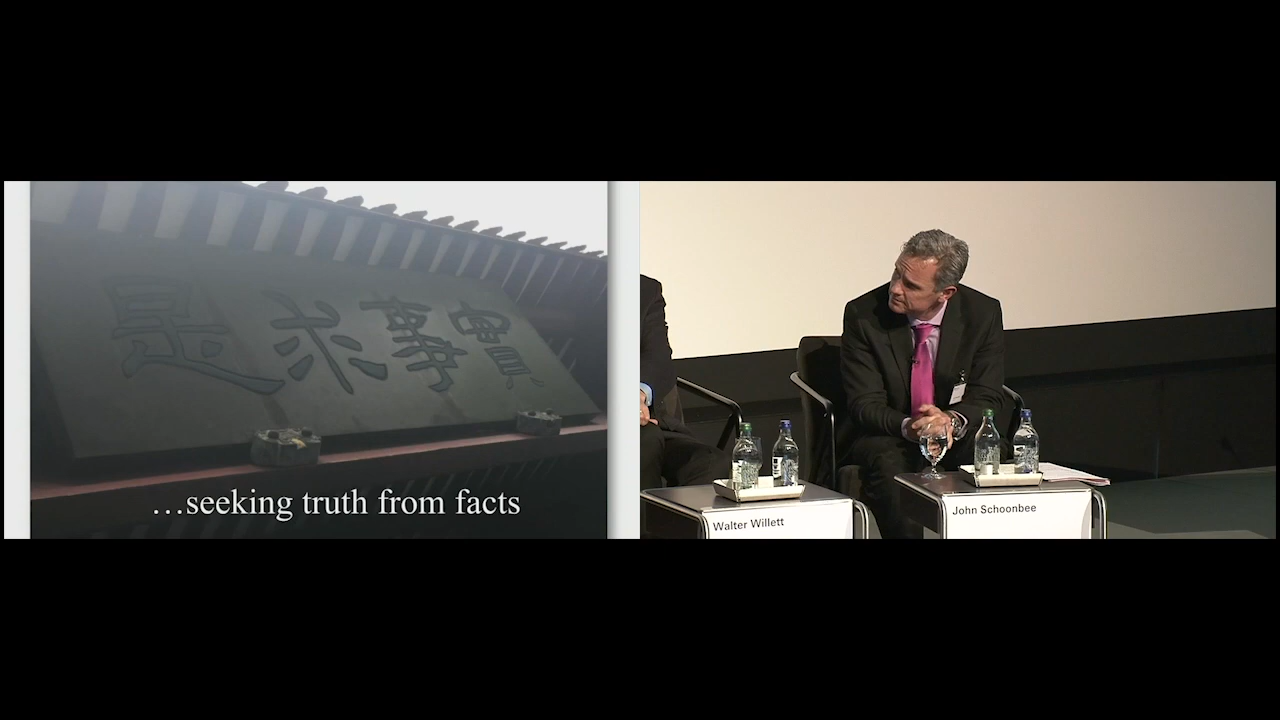 實事求是
…seeking truth from facts
Walter Willett
John Schoonbee